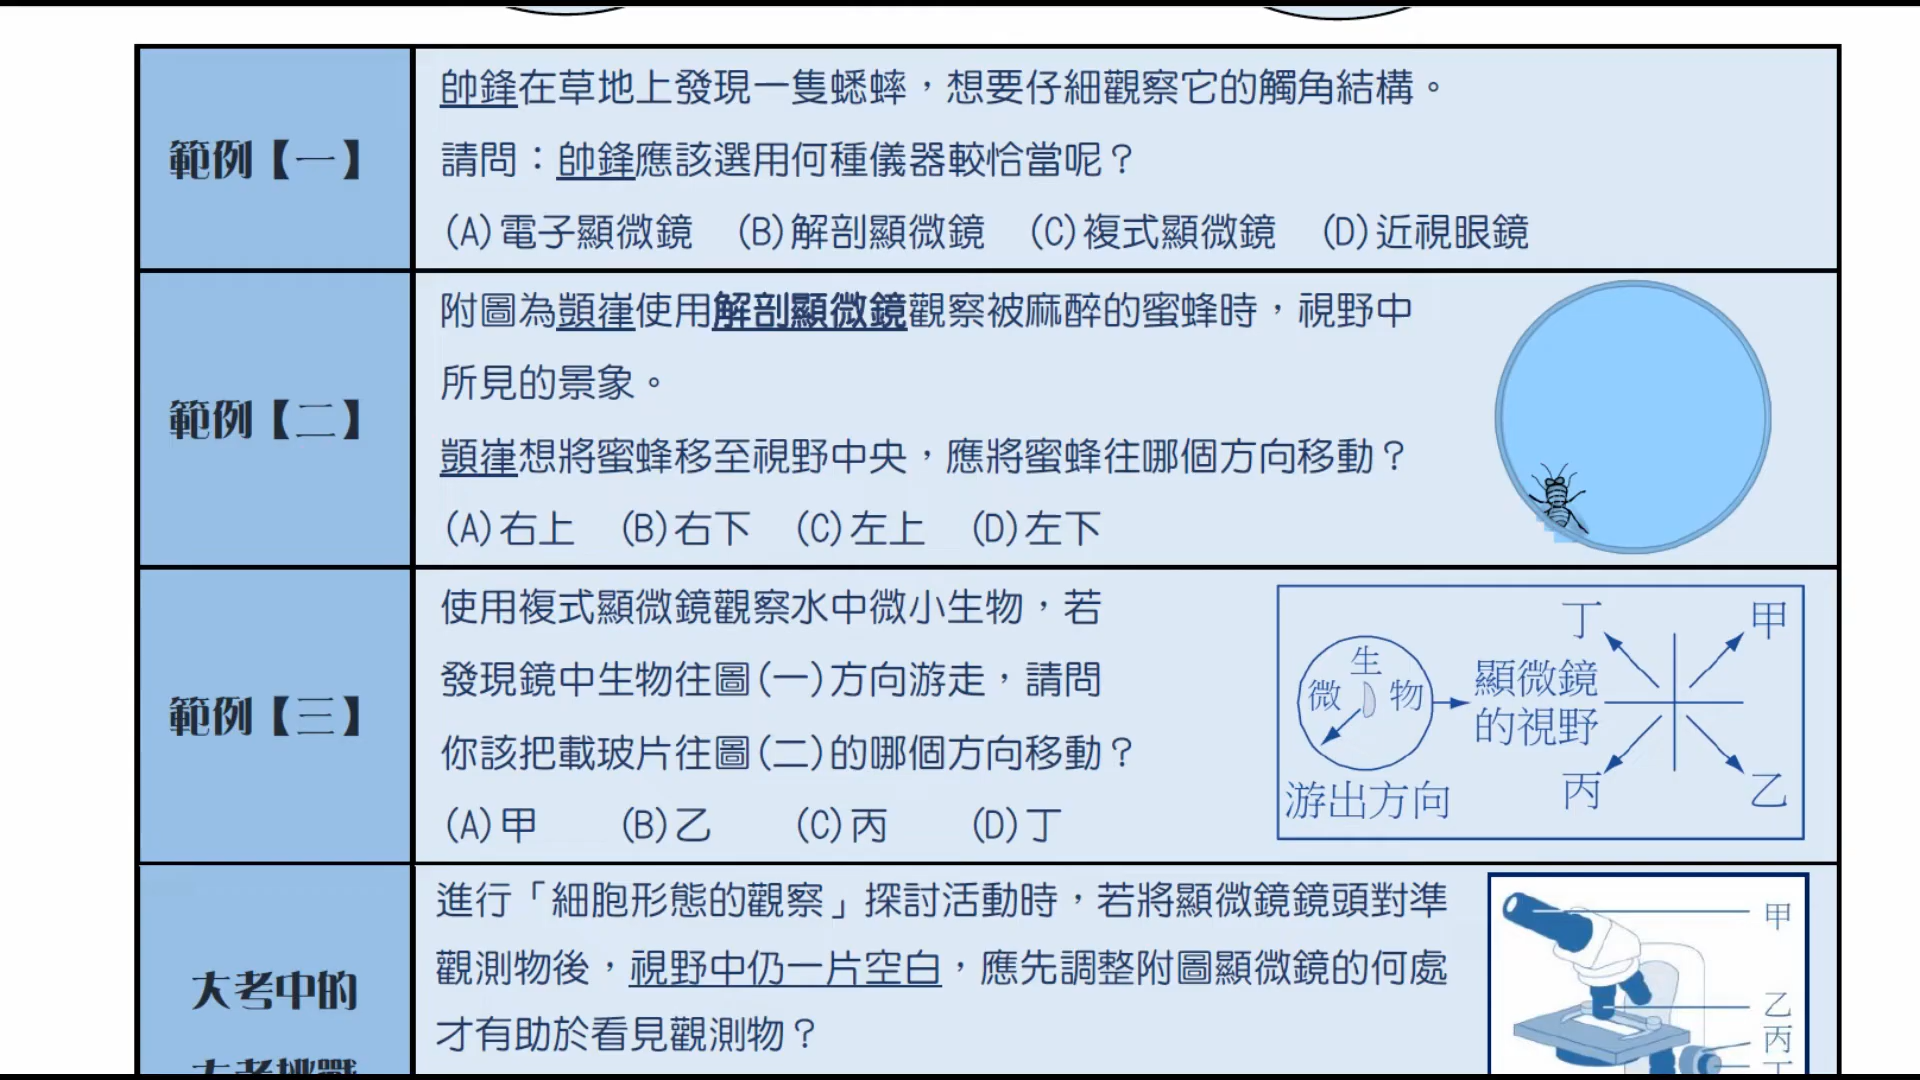 範例【一】
帥鋒在草地上發現一隻蟋蟀，想要仔細觀察它的觸角結構。
請問：帥鋒應該選用何種儀器較恰當呢？
(A)電子顯微鏡 (B)解剖顯微鏡 (C)複式顯微鏡 (D)近視眼鏡
範例【二】
附圖為顗嵂使用解剖顯微鏡觀察被麻醉的蜜蜂時，視野中
所見的景象。
顗嵂想將蜜蜂移至視野中央，應將蜜蜂往哪個方向移動？
(A)右上 (B)右下 (C)左上 (D)左下
範例【三】
使用複式顯微鏡觀察水中微小生物，若
發現鏡中生物往圖(一)方向游走，請問
你該把載玻片往圖(二)的哪個方向移動？
(A)甲 (B)乙 (C)丙 (D)丁
微 生 物
游出方向
顯微鏡
的視野
丁
甲
丙
乙
大考中的
進行「細胞形態的觀察」探討活動時，若將顯微鏡鏡頭對準
觀測物後，視野中仍一片空白，應先調整附圖顯微鏡的何處
才有助於看見觀測物？
甲
乙
丙